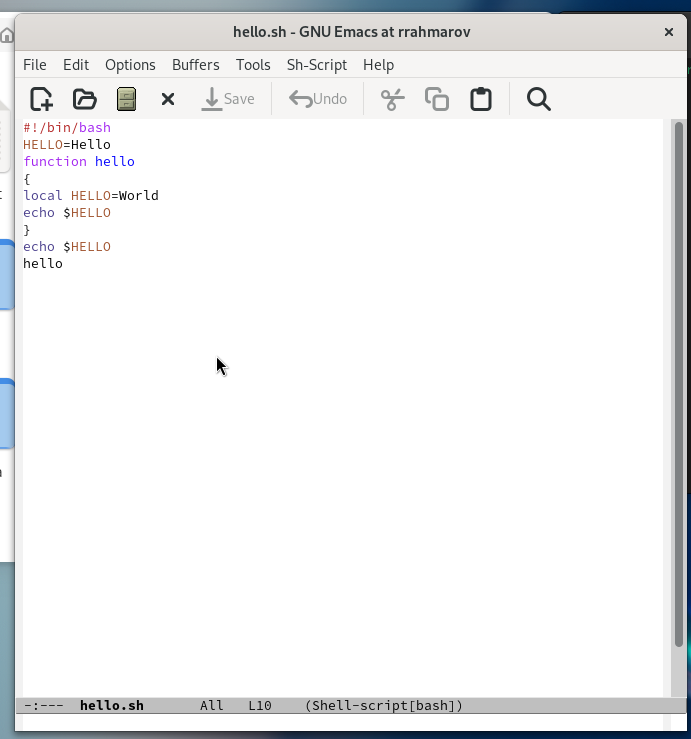 hello.sh - GNU Emacs at rrahmarov
File Edit Options Buffers Tools Sh-Script Help
Save Undo
#!/bin/bash
HELLO=Hello
function hello
{
local HELLO=World
echo $HELLO
}
echo $HELLO
hello
-:--- hello.sh All L10 (Shell-script[bash])